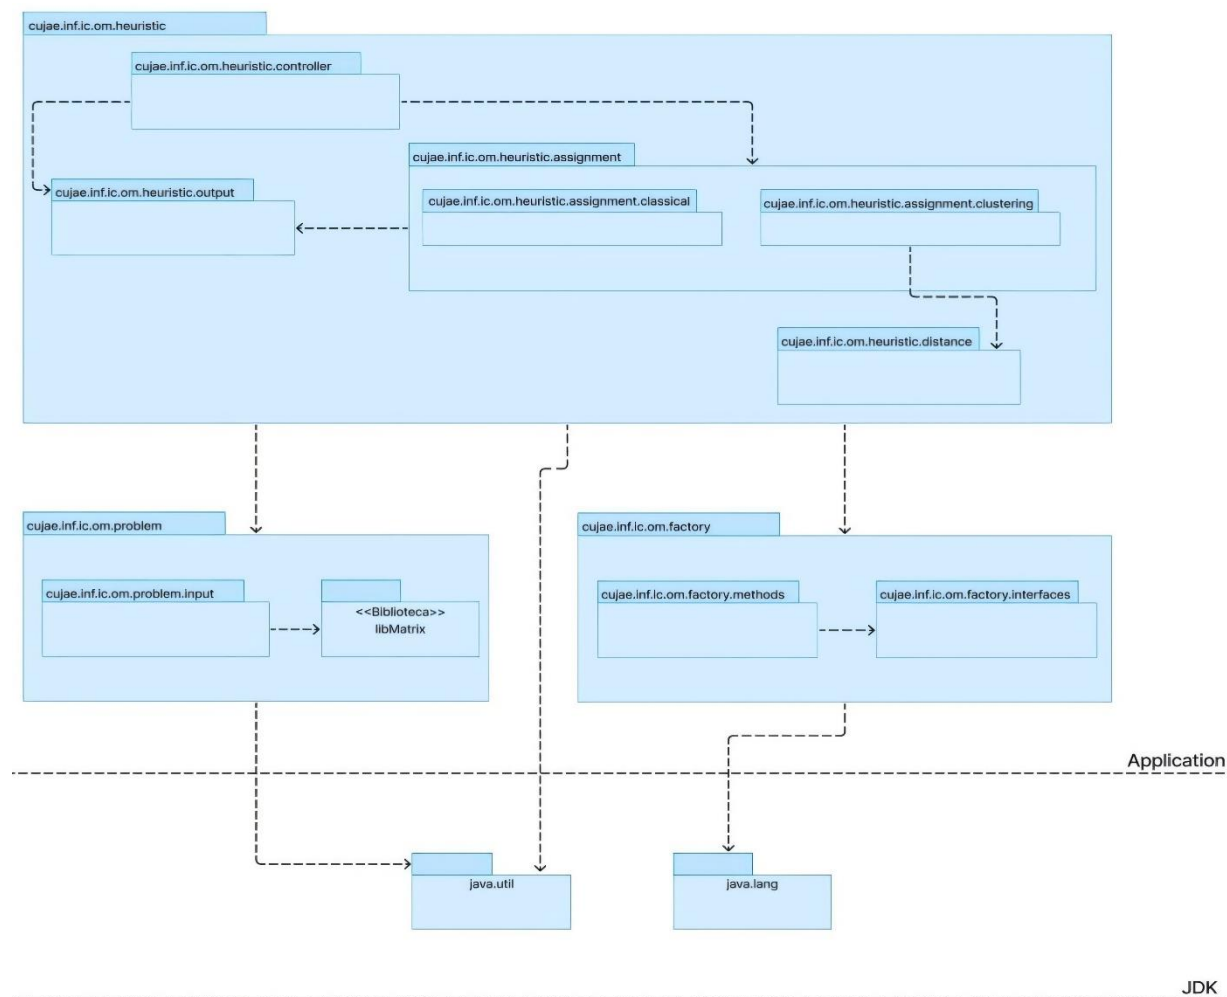 cujae.inf.ic.om.heuristic
cujae.inf.ic.om.heuristic.controller
cujae.inf.ic.om.heuristic.assignment
cujae.inf.ic.om.heuristic.output
cujae.inf.ic.om.heuristic.assignment.classical
cujae.inf.ic.om.heuristic.assignment.clustering
cujae.inf.ic.om.heuristic.distance
cujae.inf.ic.om.problem
cujae.inf.ic.om.factory
cujae.inf.ic.om.problem.input
<<Biblioteca>>
libMatrix
cujae.inf.ic.om.factory.methods
cujae.inf.ic.om.factory.interfaces
Application
java.util
java.lang
JDK